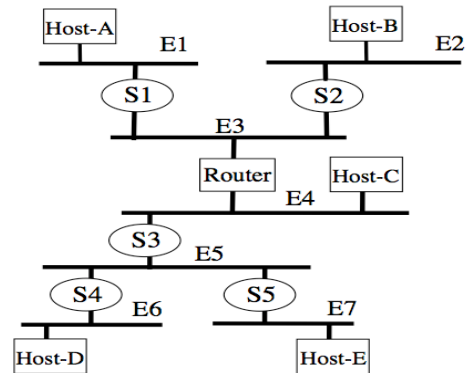 Host-A
E1
Host-B
E2
S1
S2
E3
Router
Host-C
E4
S3
E5
S4
S5
E6
E7
Host-D
Host-E